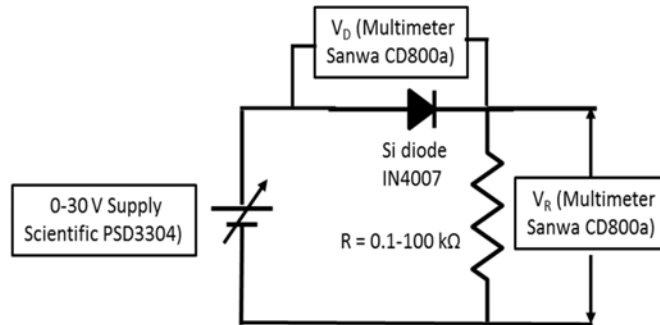 V_D (Multimeter
Sanwa CD800a)
Si diode
IN4007
0-30 V Supply
Scientific PSD3304)
R = 0.1-100 kΩ
V_R (Multimeter
Sanwa CD800a)